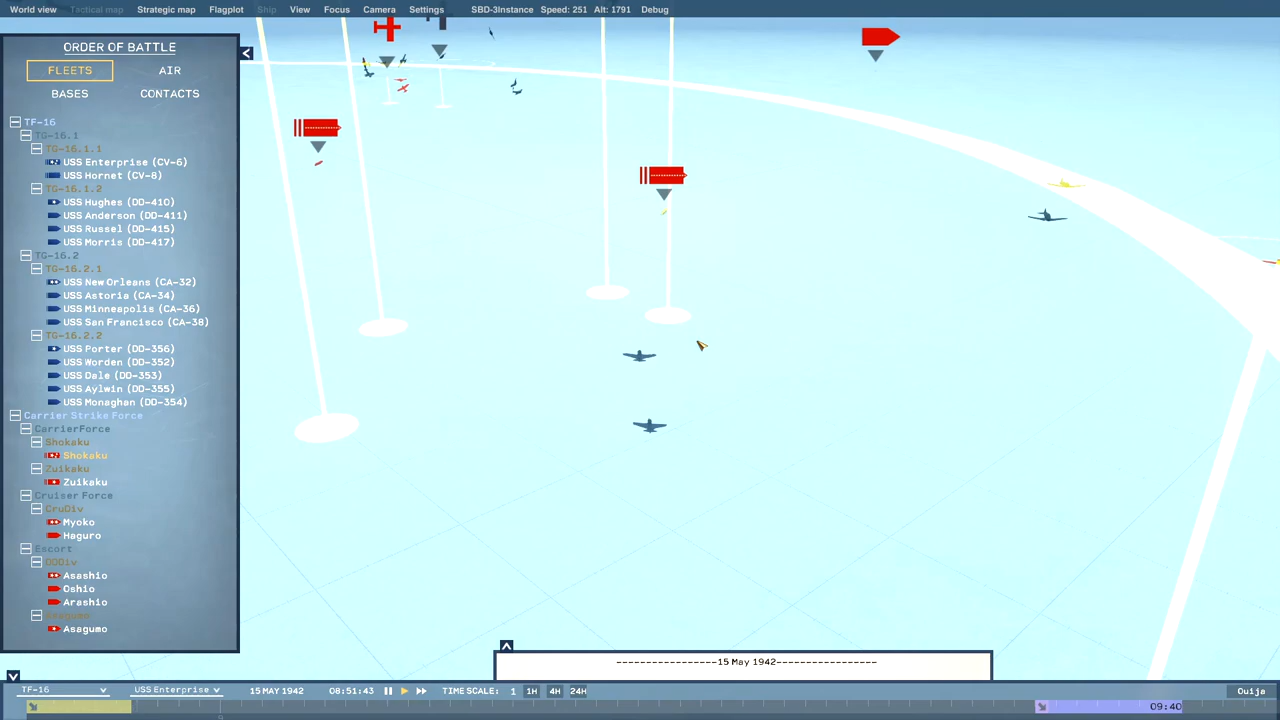 World view Tactical map Strategic map Flagplot Ship View Focus Camera Settings SBD-3Instance Speed: 251 Alt: 1791 Debug
ORDER OF BATTLE
FLEETS AIR
BASES CONTACTS
TF-16
TG-16.1
TG-16.1.1
USS Enterprise (CV-6)
USS Hornet (CV-8)
TG-16.1.2
USS Hughes (DD-410)
USS Anderson (DD-411)
USS Russel (DD-415)
USS Morris (DD-417)
TG-16.2
TG-16.2.1
USS New Orleans (CA-32)
USS Astoria (CA-34)
USS Minneapolis (CA-36)
USS San Francisco (CA-38)
TG-16.2.2
USS Porter (DD-356)
USS Worden (DD-352)
USS Dale (DD-353)
USS Aylwin (DD-355)
USS Monaghan (DD-354)
Carrier Strike Force
CarrierForce
Shokaku
Shokaku
Zuikaku
Zuikaku
Cruiser Force
CruDiv
Myoko
Haguro
Escort
DDDiv
Asashio
Oshio
Arashio
Asagumo
Asagumo
-----------------15 May 1942-----------------
TF-16 USS Enterprise 15 MAY 1942 08:51:43 TIME SCALE: 1 1H 4H 24H Ouija
9 09:40